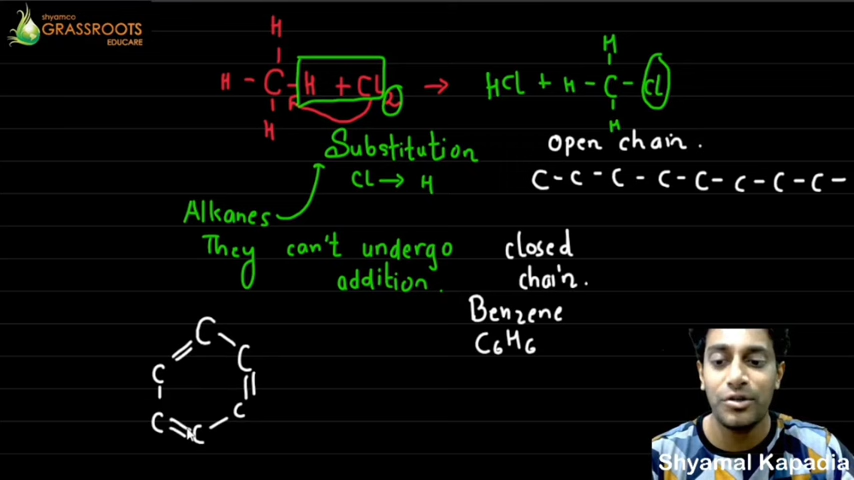 shyamco
GRASSROOTS
EDUCARE
H
H - C - H + Cl2 → HCl + H - C - Cl
H
H
H
Substitution
Cl → H
open chain.
C - C - C - C - C - C - C - C -
Alkanes
They can't undergo
addition.
closed
chain.
Benzene
C6H6
C
C C
C C
C
Shyamal Kapadia